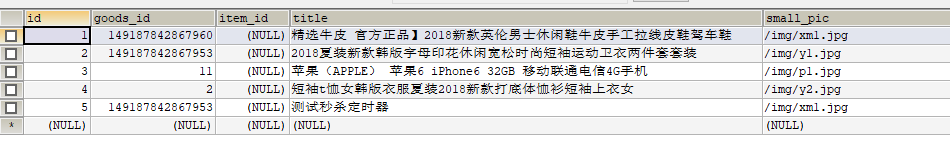 id goods_id item_id title small_pic
1 149187842867960 (NULL) 精选牛皮 官方正品】2018新款英伦男士休闲鞋牛皮手工拉线皮鞋驾车鞋 /img/xm1.jpg
2 149187842867953 (NULL) 2018夏装新款韩版字母印花休闲宽松时尚短袖运动卫衣两件套套装 /img/y1.jpg
3 11 (NULL) 苹果（APPLE） 苹果6 iPhone6 32GB 移动联通电信4G手机 /img/p1.jpg
4 2 (NULL) 短袖t恤女韩版衣服夏装2018新款打底体恤衫短袖上衣女 /img/y2.jpg
5 149187842867953 (NULL) 测试秒杀定时器 /img/xm1.jpg
* (NULL) (NULL) (NULL) (NULL) (NULL)